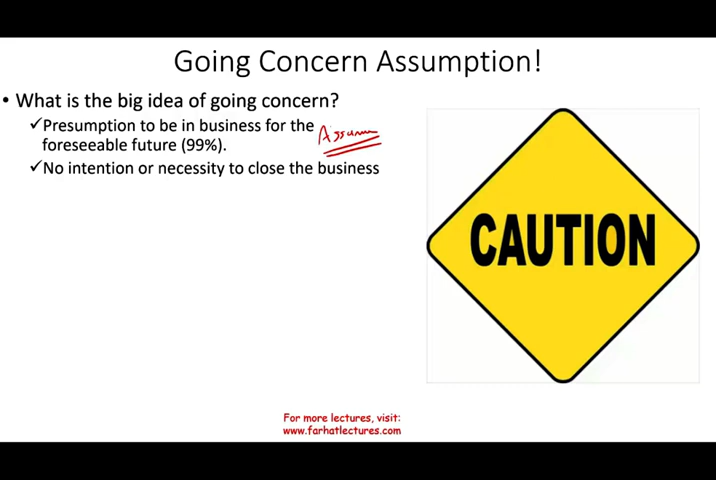 Going Concern Assumption!
• What is the big idea of going concern?
✓Presumption to be in business for the
foreseeable future (99%).
Assume
✓No intention or necessity to close the business
CAUTION
For more lectures, visit:
www.farhatlectures.com